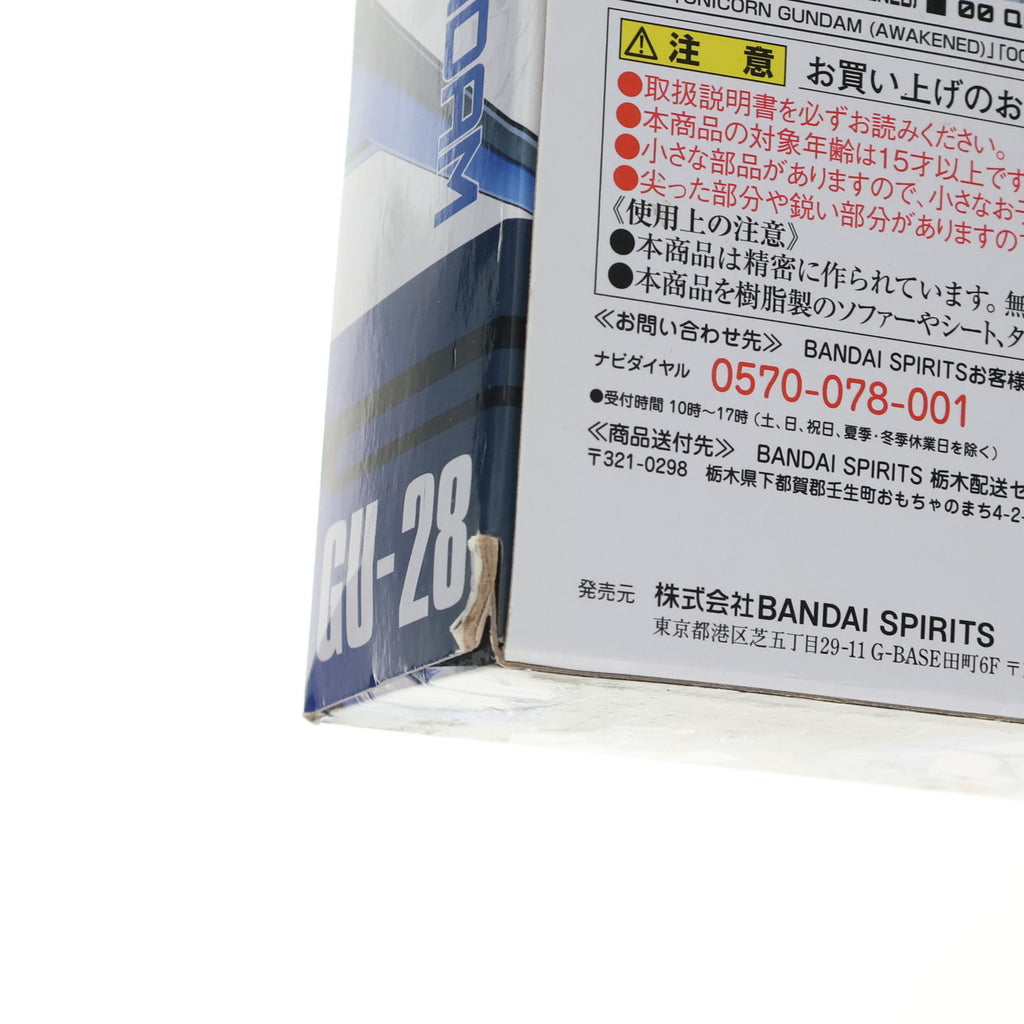 UNICORN GUNDAM (AWAKENED)」「OO
注 意
お買い上げのお
●取扱説明書を必ずお読みください。
●本商品の対象年齢は15才以上です
●小さな部品がありますので、小さなお子
●尖った部分や鋭い部分がありますので
《使用上の注意》
●本商品は精密に作られています。無
●本商品を樹脂製のソファーやシート、タ
≪お問い合わせ先≫ BANDAI SPIRITSお客様
ナビダイヤル 0570-078-001
●受付時間 10時～17時(土、日、祝日、夏季・冬季休業日を除く)
≪商品送付先≫ BANDAI SPIRITS 栃木配送セ
〒321-0298 栃木県下都賀郡壬生町おもちゃのまち4-2-
発売元 株式会社BANDAI SPIRITS
東京都港区芝五丁目29-11 G-BASE田町6F 〒
NDAM
GU-28